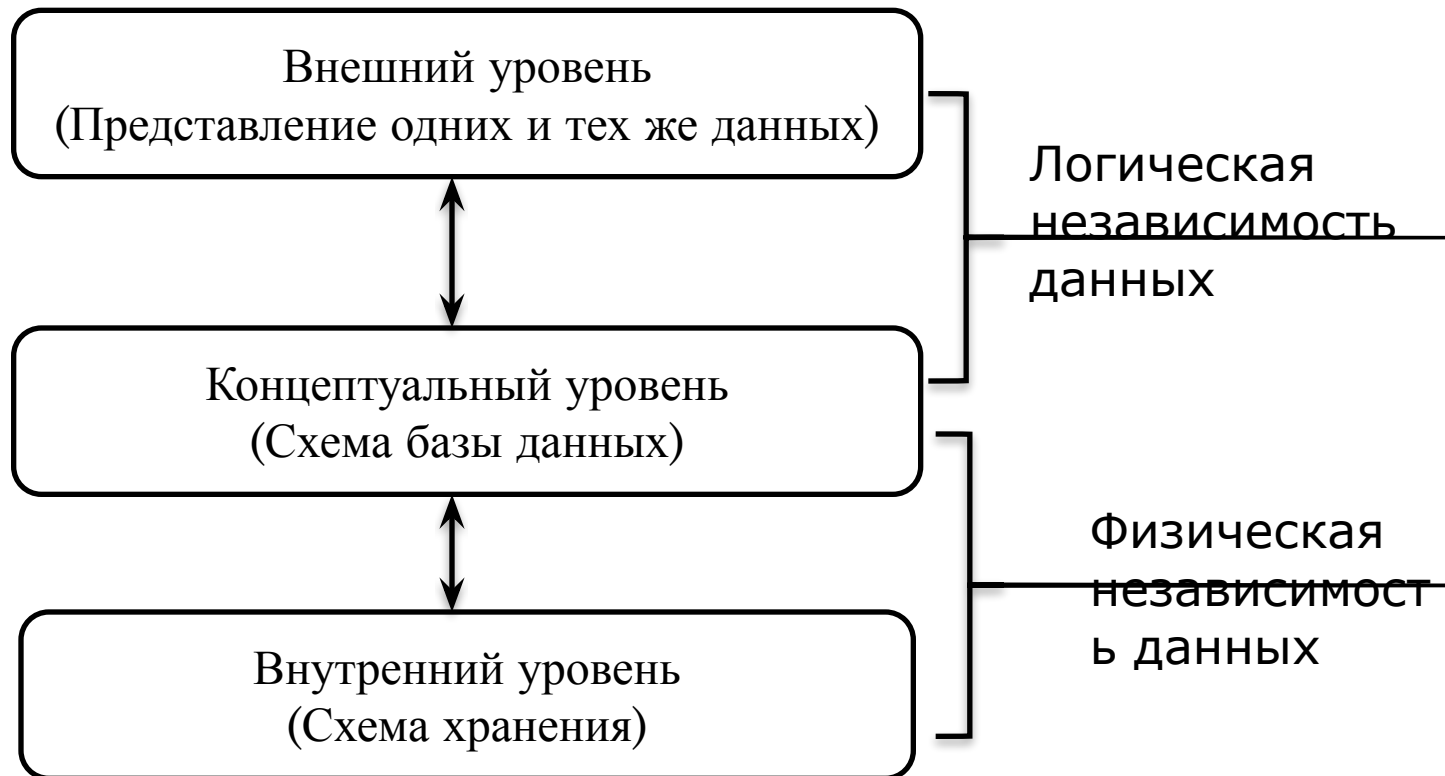 Внешний уровень
(Представление одних и тех же данных)
Логическая
независимость
данных
Концептуальный уровень
(Схема базы данных)
Физическая
независимост
ь данных
Внутренний уровень
(Схема хранения)